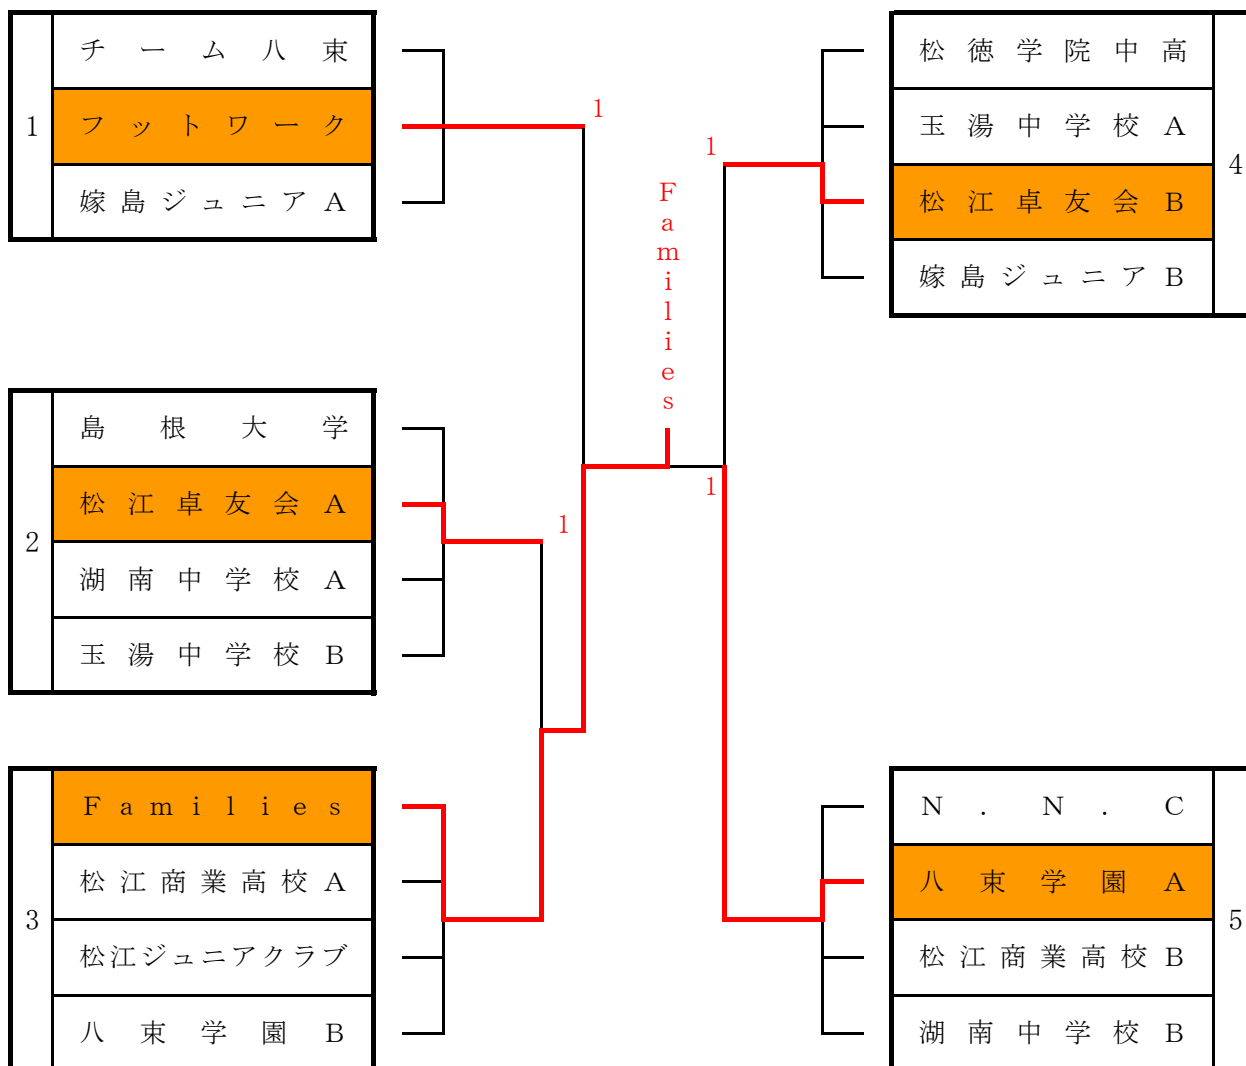 1
チーム八束
フットワーク
嫁島ジュニアA
2
島根大学
松江卓友会A
湖南中学校A
玉湯中学校B
3
Families
松江商業高校A
松江ジュニアクラブ
八束学園B
1
1
Families
1
1
4
松徳学院中高
玉湯中学校A
松江卓友会B
嫁島ジュニアB
5
N.N.C
八束学園A
松江商業高校B
湖南中学校B